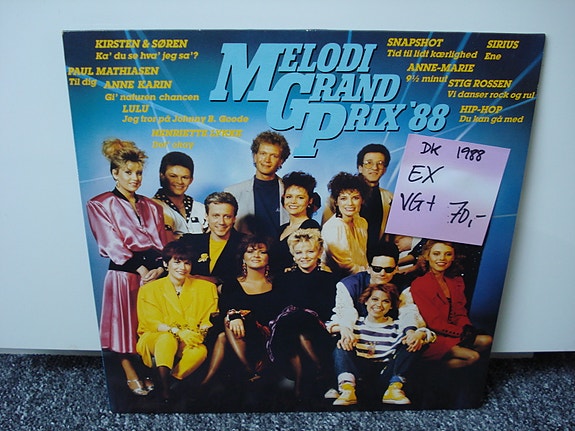 KIRSTEN & SØREN
Ka' du se hva' jeg sa'?
PAUL MATHIASEN
Til dig
ANNE KARIN
Gi' naturen chancen
LULU
Jeg tror på Johnny B. Goode
HENRIETTE LYKKE
Det' okay
MELODI
GRAND
PRIX '88
SNAPSHOT
Tid til lidt kærlighed
SIRIUS
Ene
ANNE-MARIE
9½ minut
STIG ROSSEN
Vi danser rock og rul
HIP-HOP
Du kan gå med
DK 1988
EX
VG+ 70,-